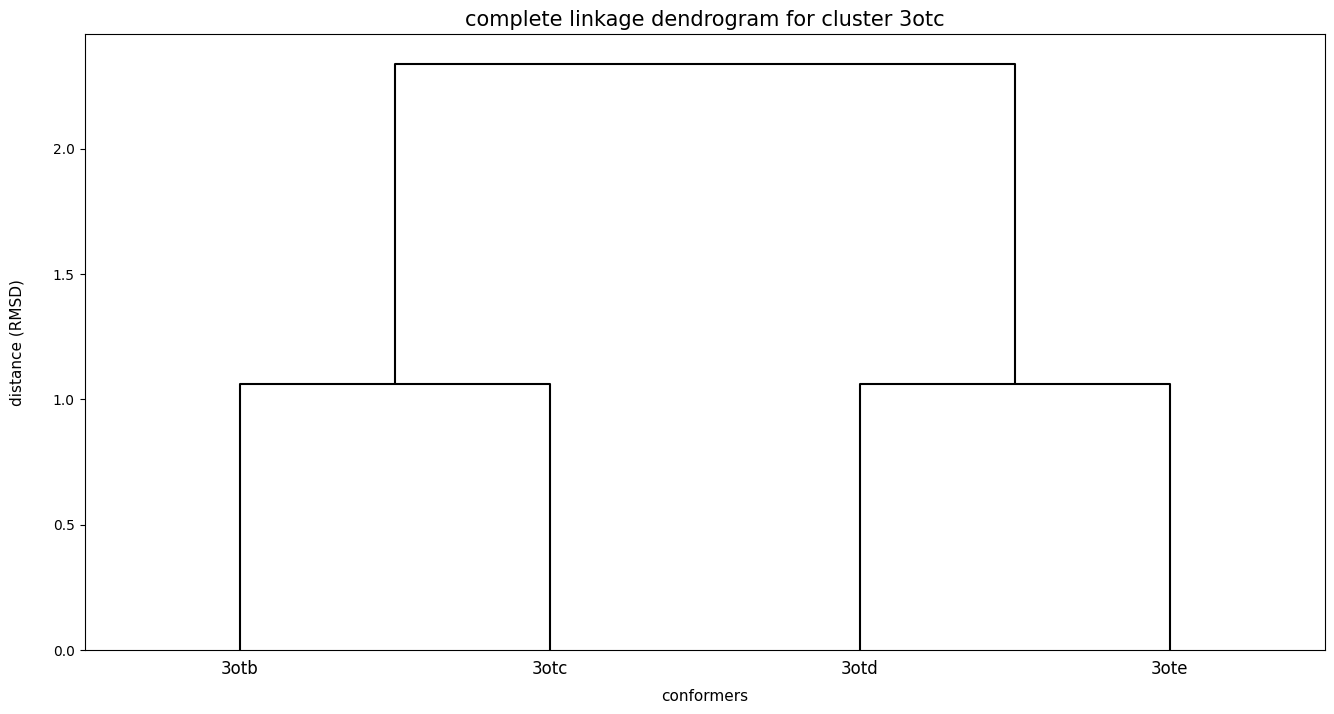 complete linkage dendrogram for cluster 3otc
2.0
1.5
1.0
0.5
0.0
distance (RMSD)
3otb 3otc 3otd 3ote
conformers